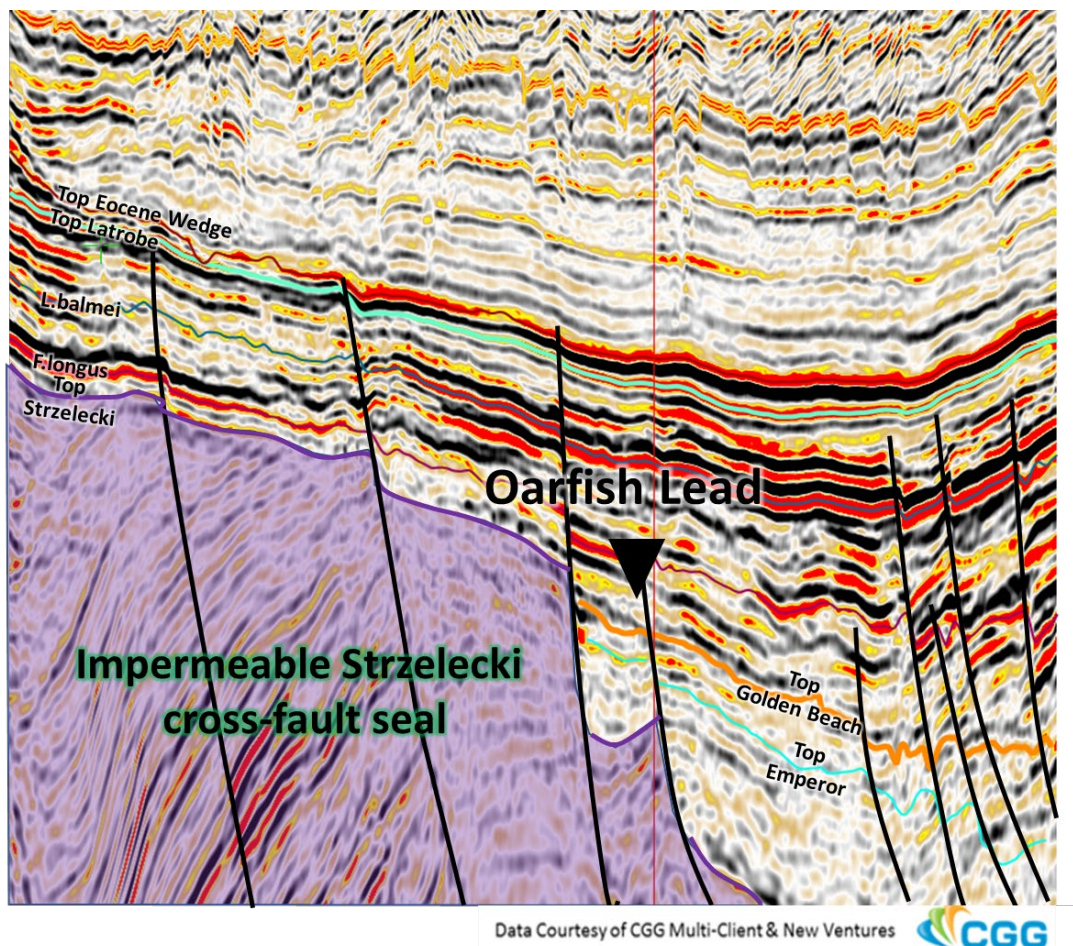 Top Eocene Wedge
Top Latrobe
L.balmei
F.longus
Top
Strzelecki
Oarfish Lead
Impermeable Strzelecki
cross-fault seal
Top
Golden Beach
Top
Emperor
Data Courtesy of CGG Multi-Client & New Ventures
CGG